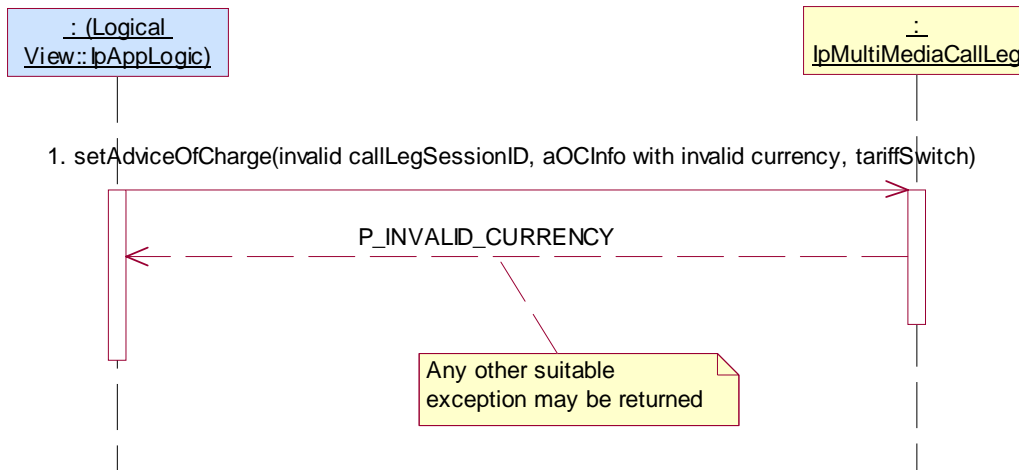 : (Logical
View::IpAppLogic)
:
IpMultiMediaCallLeg
1. setAdviceOfCharge(invalid callLegSessionID, aOCInfo with invalid currency, tariffSwitch)
P_INVALID_CURRENCY
Any other suitable
exception may be returned